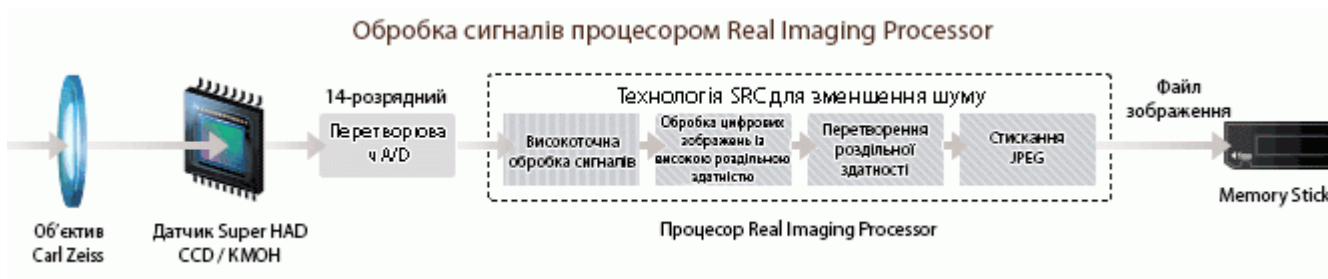 Обробка сигналів процесором Real Imaging Processor
14-розрядний
Перетворюва
ч A/D
Технологія SRC для зменшення шуму
Високоточна
обробка сигналів
Обробка цифрових
зображень із
високою роздільною
здатністю
Перетворення
роздільної
здатності
Стискання
JPEG
Файл
зображення
Об'єктив
Carl Zeiss
Датчик Super HAD
CCD / КМОН
Процесор Real Imaging Processor
Memory Stick